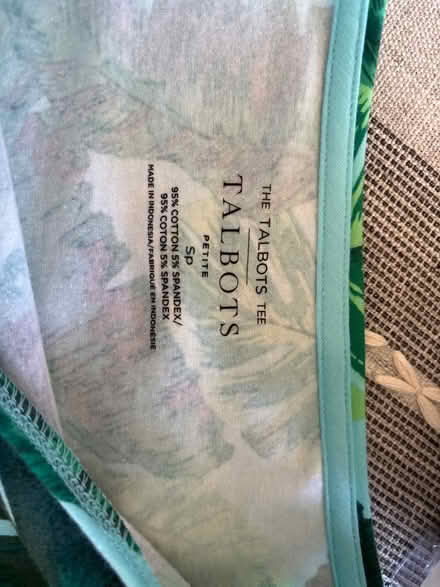 THE TALBOTS TEE
TALBOTS
PETITE
Sp
95% COTTON 5% SPANDEX/
95% COTON 5% SPANDEX
MADE IN INDONESIA/FABRIQUÉ EN INDONÉSIE